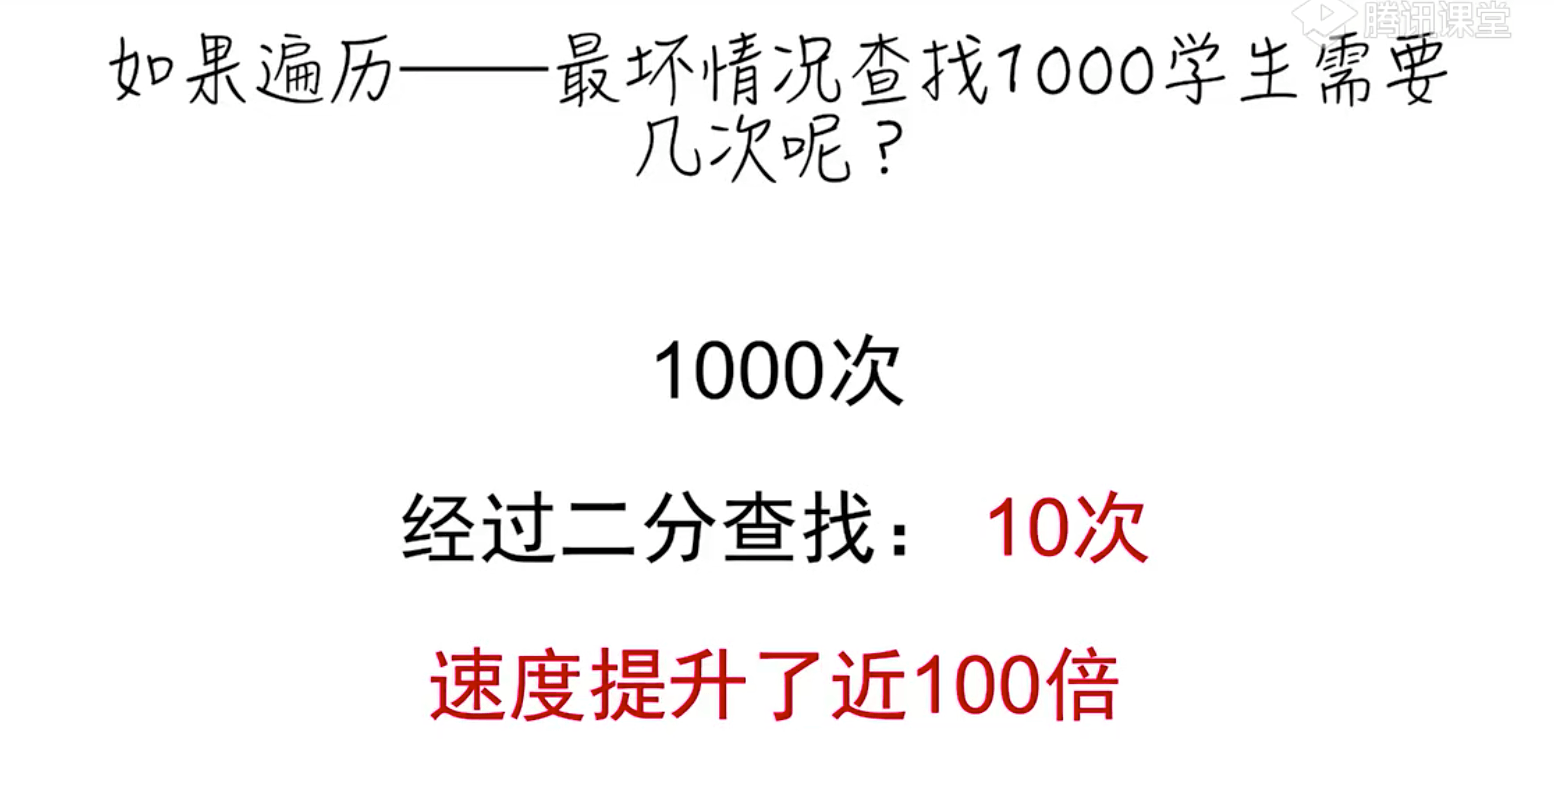 腾讯课堂
如果遍历——最坏情况查找1000学生需要
几次呢？
1000次
经过二分查找： 10次
速度提升了近100倍